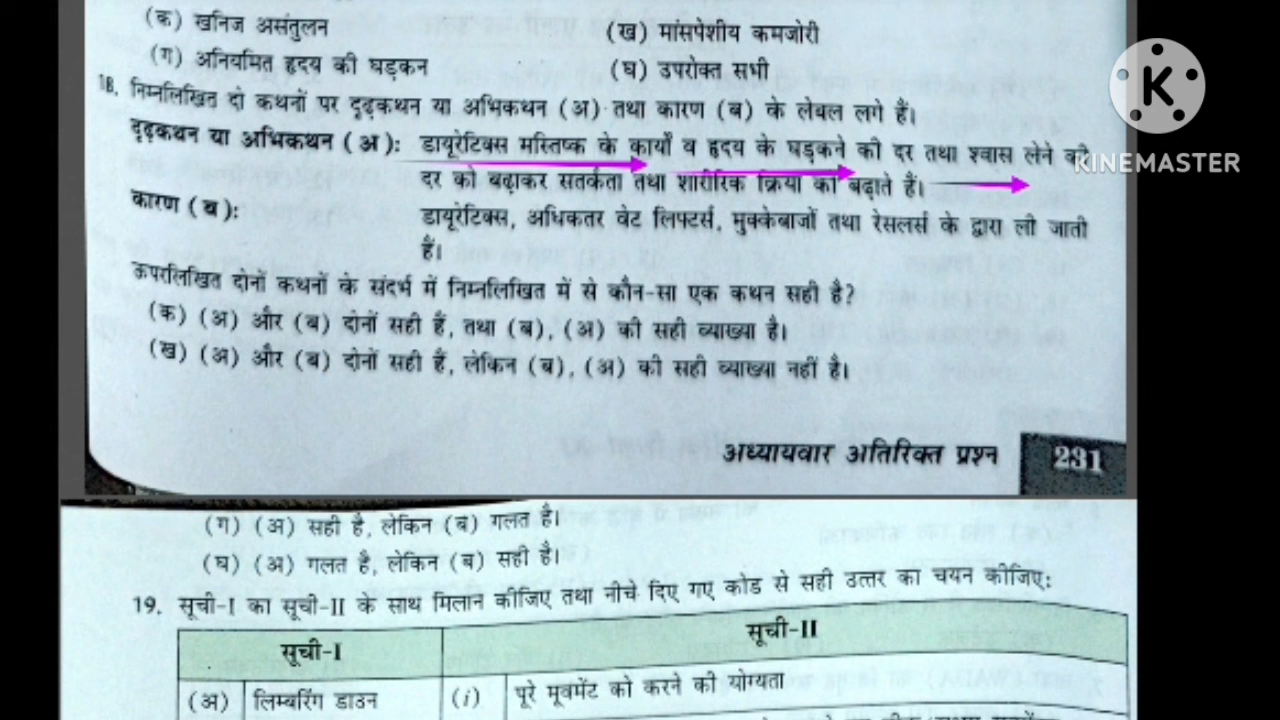 (क) खनिज असंतुलन (ख) मांसपेशीय कमजोरी
(ग) अनियमित हृदय की घड़कन (घ) उपरोक्त सभी
18. निम्नलिखित दो कथनों पर दृढ़कथन या अभिकथन (अ) तथा कारण (ब) के लेबल लगे हैं।
दृढ़कथन या अभिकथन (अ): डायूरेटिक्स मस्तिष्क के कार्यों व हृदय के घड़कने की दर तथा श्वास लेने की
दर को बढ़ाकर सतर्कता तथा शारीरिक क्रिया को बढ़ाते हैं।
कारण (ब): डायूरेटिक्स, अधिकतर वेट लिफ्टर्स, मुक्केबाजों तथा रेसलर्स के द्वारा ली जाती
हैं।
ऊपरलिखित दोनों कथनों के संदर्भ में निम्नलिखित में से कौन-सा एक कथन सही है?
(क) (अ) और (ब) दोनों सही हैं, तथा (ब), (अ) की सही व्याख्या है।
(ख) (अ) और (ब) दोनों सही हैं, लेकिन (ब), (अ) की सही व्याख्या नहीं है।
अध्यायवार अतिरिक्त प्रश्न 231
(ग) (अ) सही है, लेकिन (ब) गलत है।
(घ) (अ) गलत है, लेकिन (ब) सही है।
19. सूची-I का सूची-II के साथ मिलान कीजिए तथा नीचे दिए गए कोड से सही उत्तर का चयन कीजिए:
सूची-I सूची-II
(अ) लिम्बरिंग डाउन (i) पूरे मूवमेंट को करने की योग्यता
K
KINEMASTER